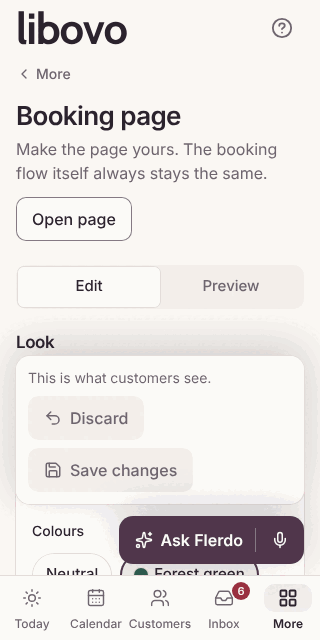 libovo
More
Booking page
Make the page yours. The booking
flow itself always stays the same.
Open page
Edit
Preview
Look
This is what customers see.
Discard
Save changes
Colours
Ask Flerdo
Neutral
Forest green
6
Today
Calendar
Customers
Inbox
More